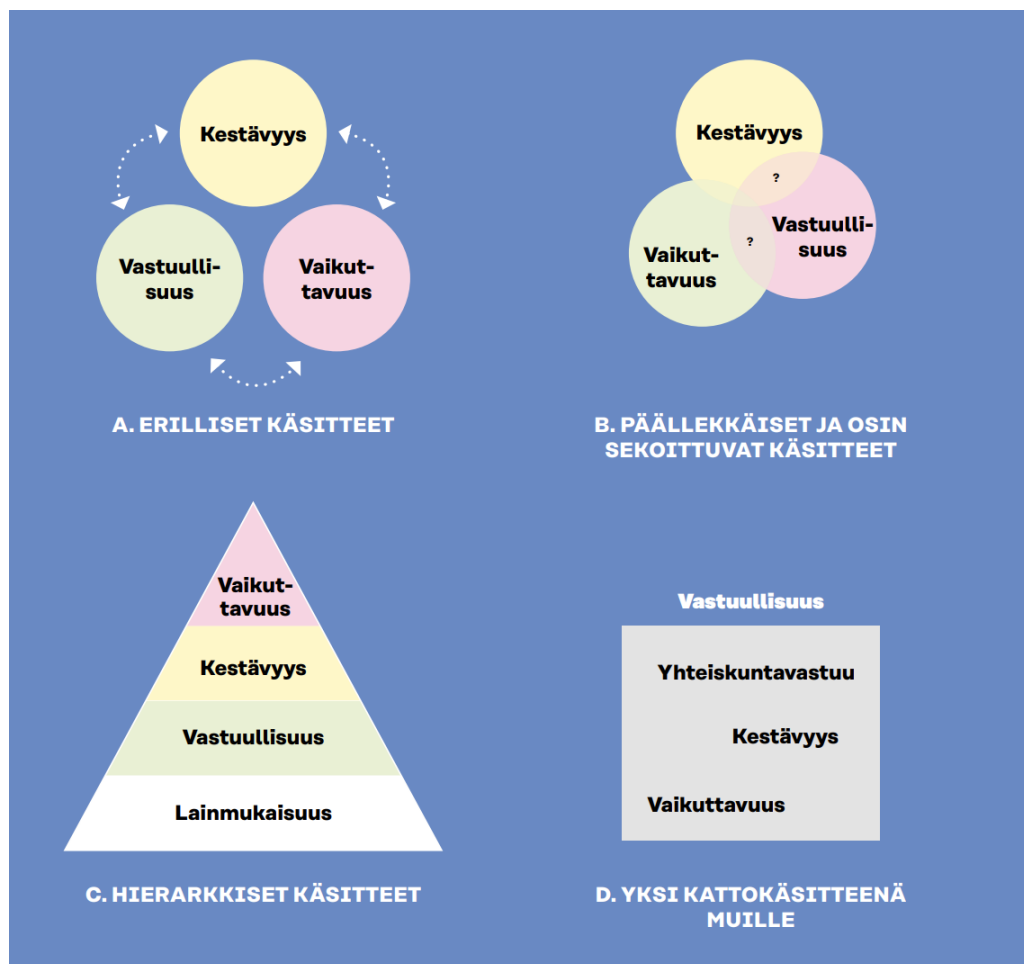 Kestävyys
Vastuulli-
suus
Vaikut-
tavuus
A. ERILLISET KÄSITTEET
Kestävyys
?
Vastuulli-
suus
?
Vaikut-
tavuus
B. PÄÄLLEKKÄISET JA OSIN
SEKOITTUVAT KÄSITTEET
Vaikut-
tavuus
Kestävyys
Vastuullisuus
Lainmukaisuus
C. HIERARKKISET KÄSITTEET
Vastuullisuus
Yhteiskuntavastuu
Kestävyys
Vaikuttavuus
D. YKSI KATTOKÄSITTEENÄ
MUILLE